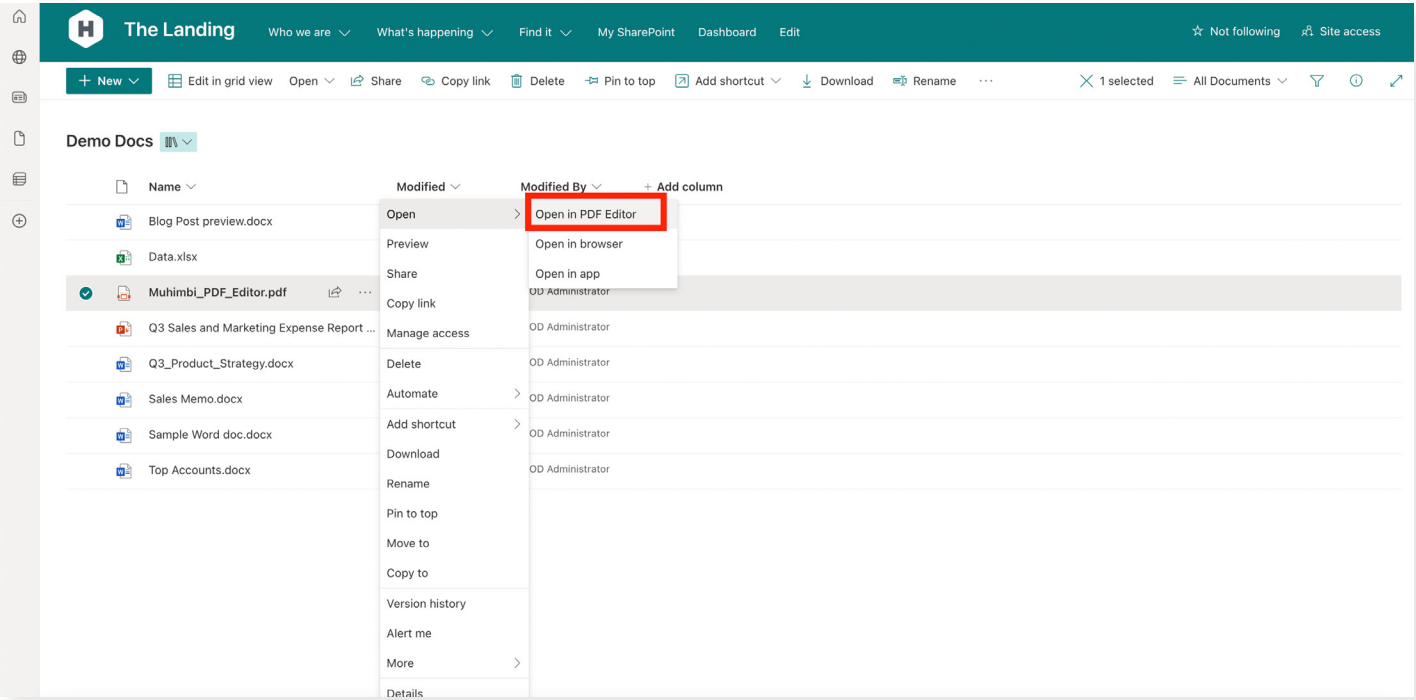 H The Landing Who we are What's happening Find it My SharePoint Dashboard Edit Not following Site access
New Edit in grid view Open Share Copy link Delete Pin to top Add shortcut Download Rename ... 1 selected All Documents
Demo Docs
Name Modified Modified By + Add column
Blog Post preview.docx
Data.xlsx
Muhimbi_PDF_Editor.pdf ... OD Administrator
Q3 Sales and Marketing Expense Report ... OD Administrator
Q3_Product_Strategy.docx OD Administrator
Sales Memo.docx OD Administrator
Sample Word doc.docx OD Administrator
Top Accounts.docx OD Administrator
Open
Preview
Share
Copy link
Manage access
Delete
Automate
Add shortcut
Download
Rename
Pin to top
Move to
Copy to
Version history
Alert me
More
Details
Open in PDF Editor
Open in browser
Open in app